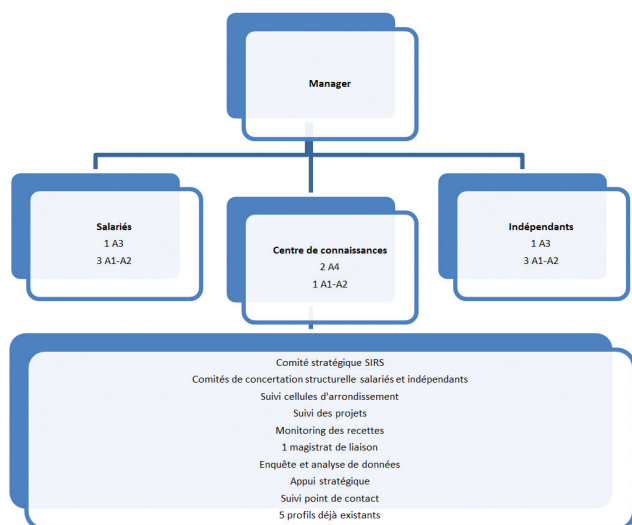 Manager
Salariés
1 A3
3 A1-A2
Centre de connaissances
2 A4
1 A1-A2
Indépendants
1 A3
3 A1-A2
Comité stratégique SIRS
Comités de concertation structurelle salariés et indépendants
Suivi cellules d'arrondissement
Suivi des projets
Monitoring des recettes
1 magistrat de liaison
Enquête et analyse de données
Appui stratégique
Suivi point de contact
5 profils déjà existants